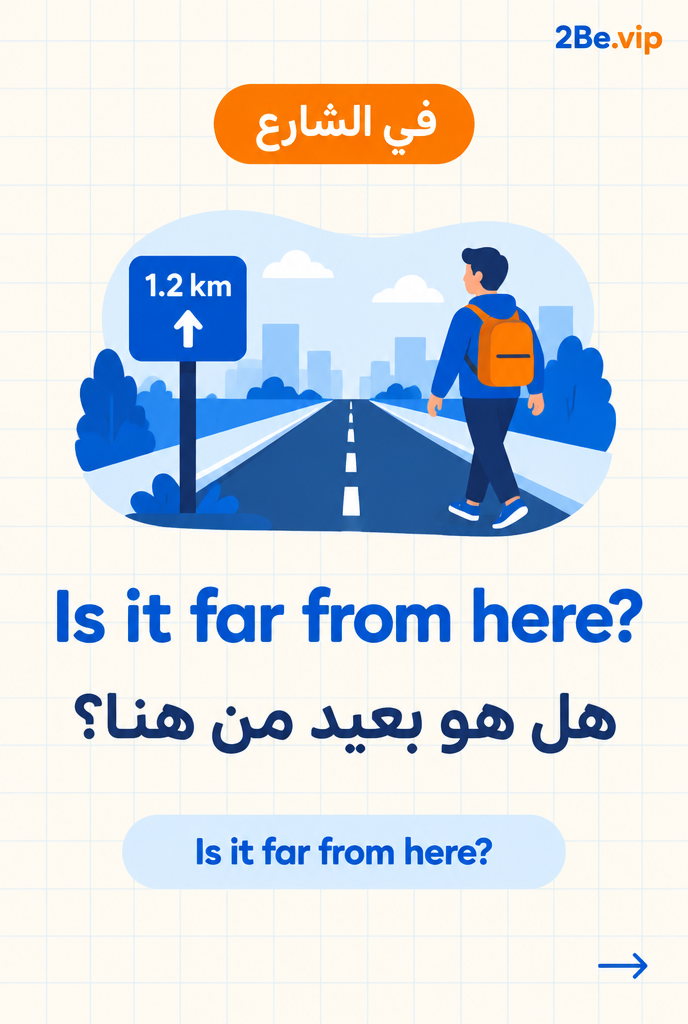 2Be.vip
في الشارع
1.2 km
Is it far from here?
هل هو بعيد من هنا؟
Is it far from here?